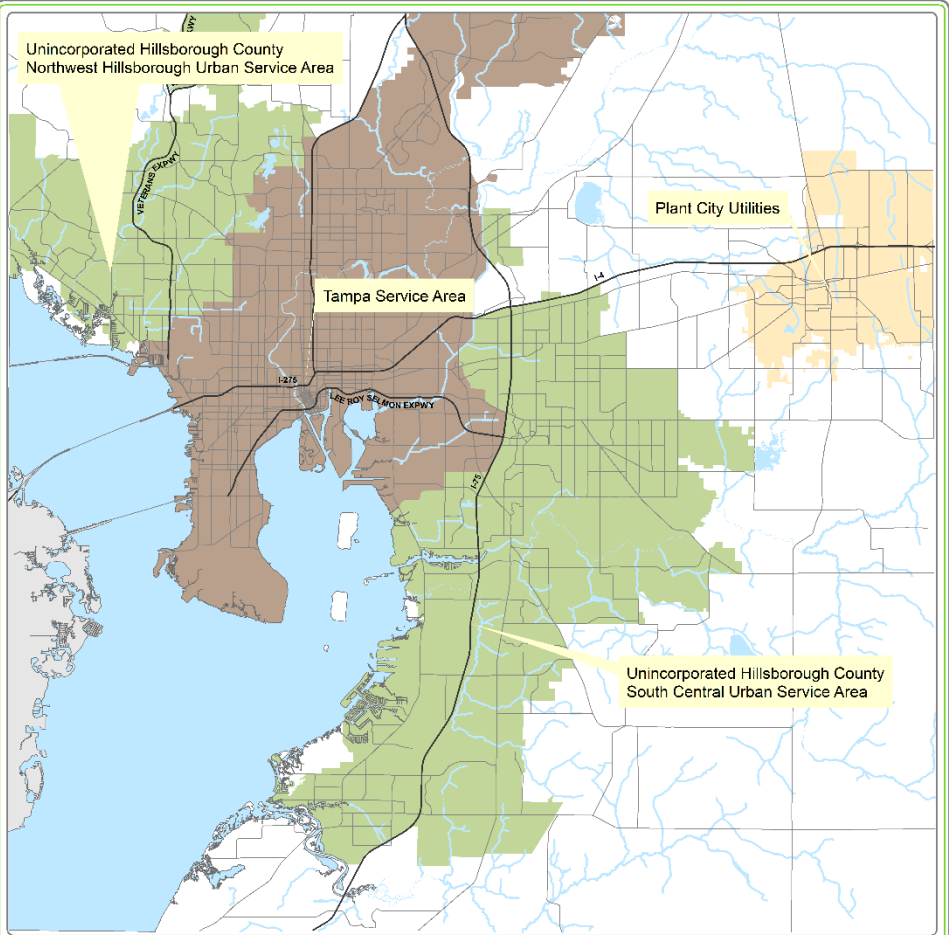 KWY
Unincorporated Hillsborough County
Northwest Hillsborough Urban Service Area
VETERANS EXPWY
Plant City Utilities
I-4
Tampa Service Area
I-275
LEE ROY SELMON EXPWY
I-75
Unincorporated Hillsborough County
South Central Urban Service Area